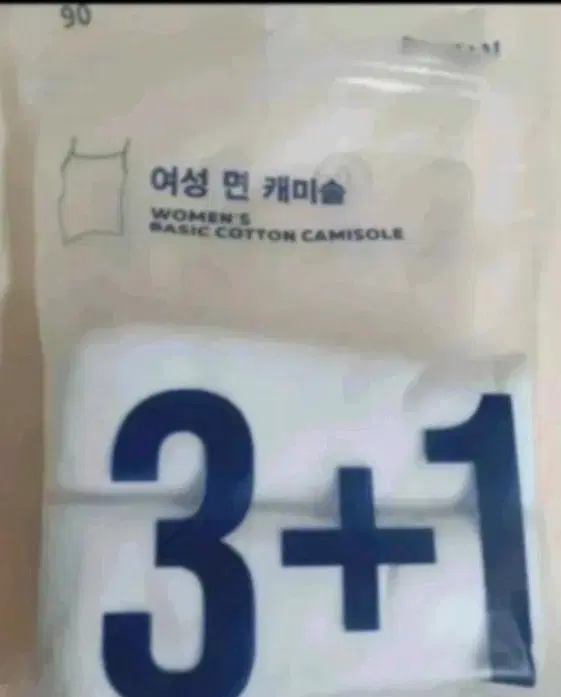 90
여성 면 캐미솔
WOMEN'S
BASIC COTTON CAMISOLE
3+1